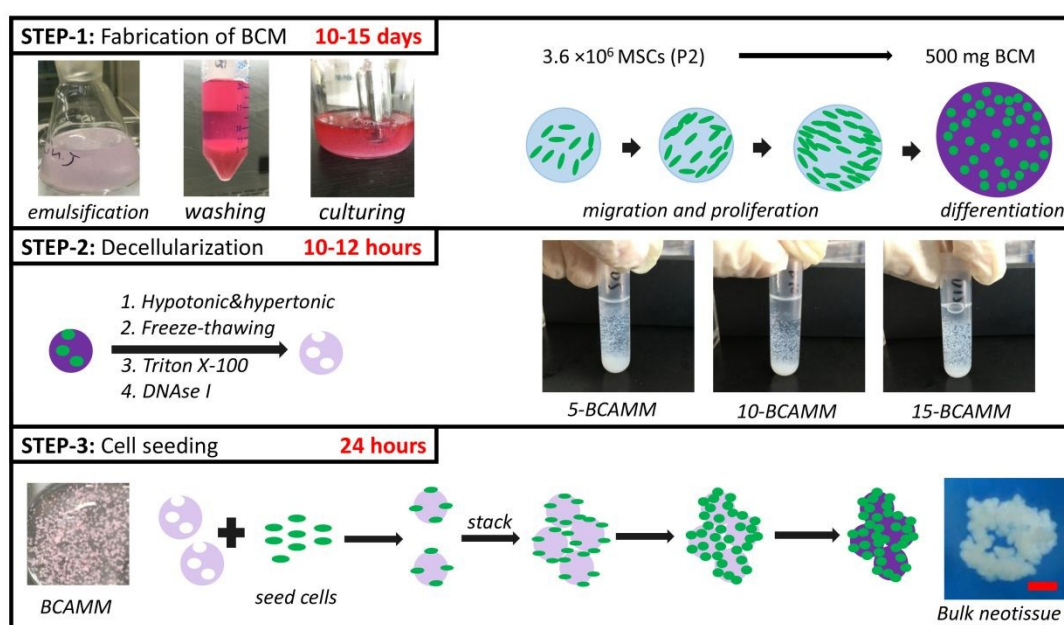 STEP-1: Fabrication of BCM 10-15 days
3.6 ×10⁶ MSCs (P2)
500 mg BCM
emulsification
washing
culturing
migration and proliferation
differentiation
STEP-2: Decellularization 10-12 hours
1. Hypotonic&hypertonic
2. Freeze-thawing
3. Triton X-100
4. DNAse I
5-BCAMM
10-BCAMM
15-BCAMM
STEP-3: Cell seeding 24 hours
stack
BCAMM
seed cells
Bulk neotissue